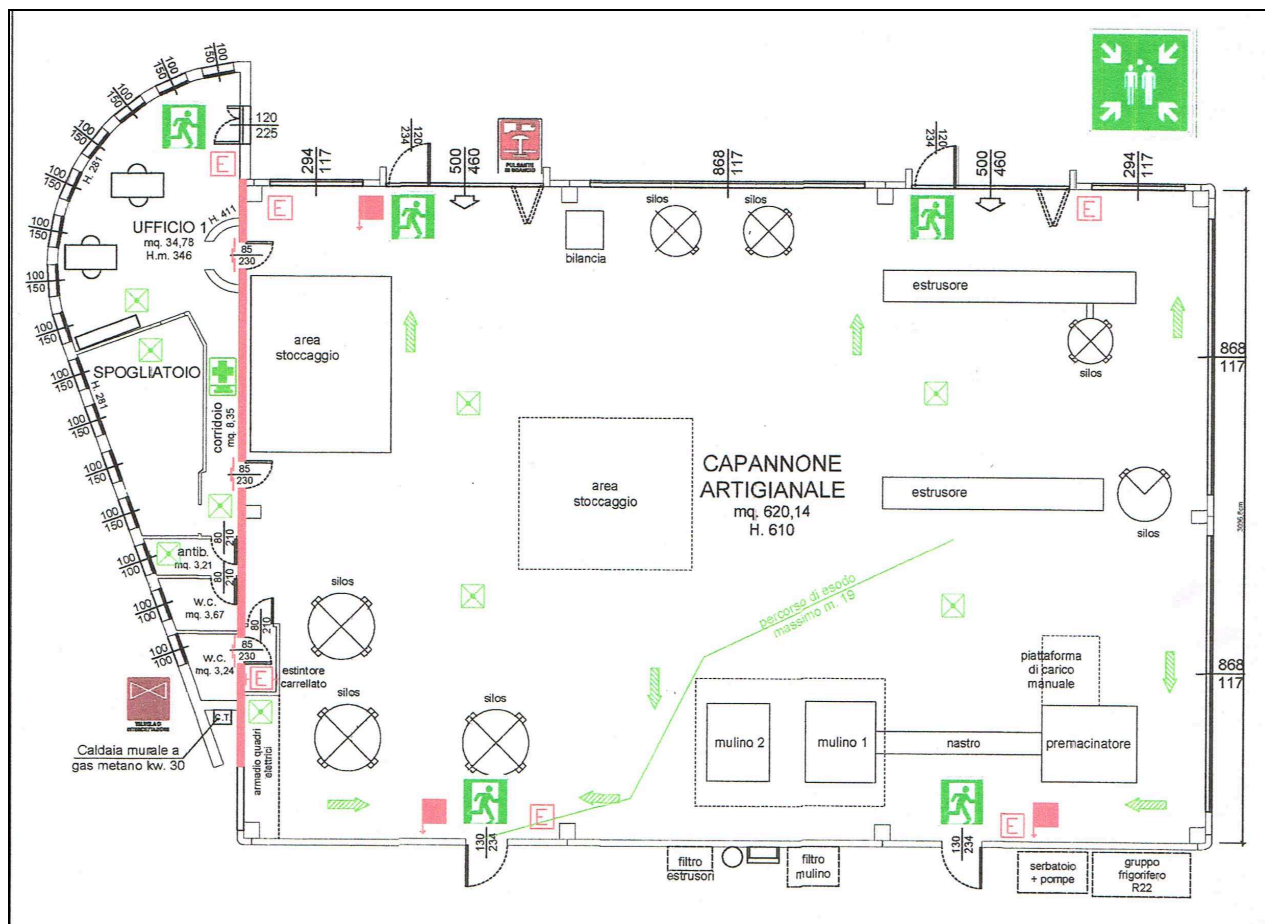 100
150
100
150
100
150
100
150
100
150
H. 281
100
150
100
150
100
150
100
150
100
150
H. 281
100
150
100
150
100
150
100
100
100
100
100
100
120
225
E
UFFICIO 1
mq. 34,78
H.m. 346
H. 411
85
230
SPOGLIATOIO
corridoio
mq. 8,35
85
230
80
210
antib.
mq. 3,21
80
210
W.C.
mq. 3,67
80
210
W.C.
mq. 3,24
85
230
E
estintore
carrellato
C.T.
Caldaia murale a
gas metano kw. 30
armadio quadri
elettrici
294
117
120
234
500
460
PULSANTE
DI SGANCIO
868
117
120
234
500
460
294
117
E
E
bilancia
silos
silos
estrusore
silos
868
117
area
stoccaggio
area
stoccaggio
CAPANNONE
ARTIGIANALE
mq. 620,14
H. 610
estrusore
silos
percorso di esodo
massimo m. 19
silos
silos
silos
piattaforma
di carico
manuale
868
117
mulino 2
mulino 1
nastro
premacinatore
E
E
130
234
130
234
filtro
estrusori
filtro
mulino
serbatoio
+ pompe
gruppo
frigorifero
R22